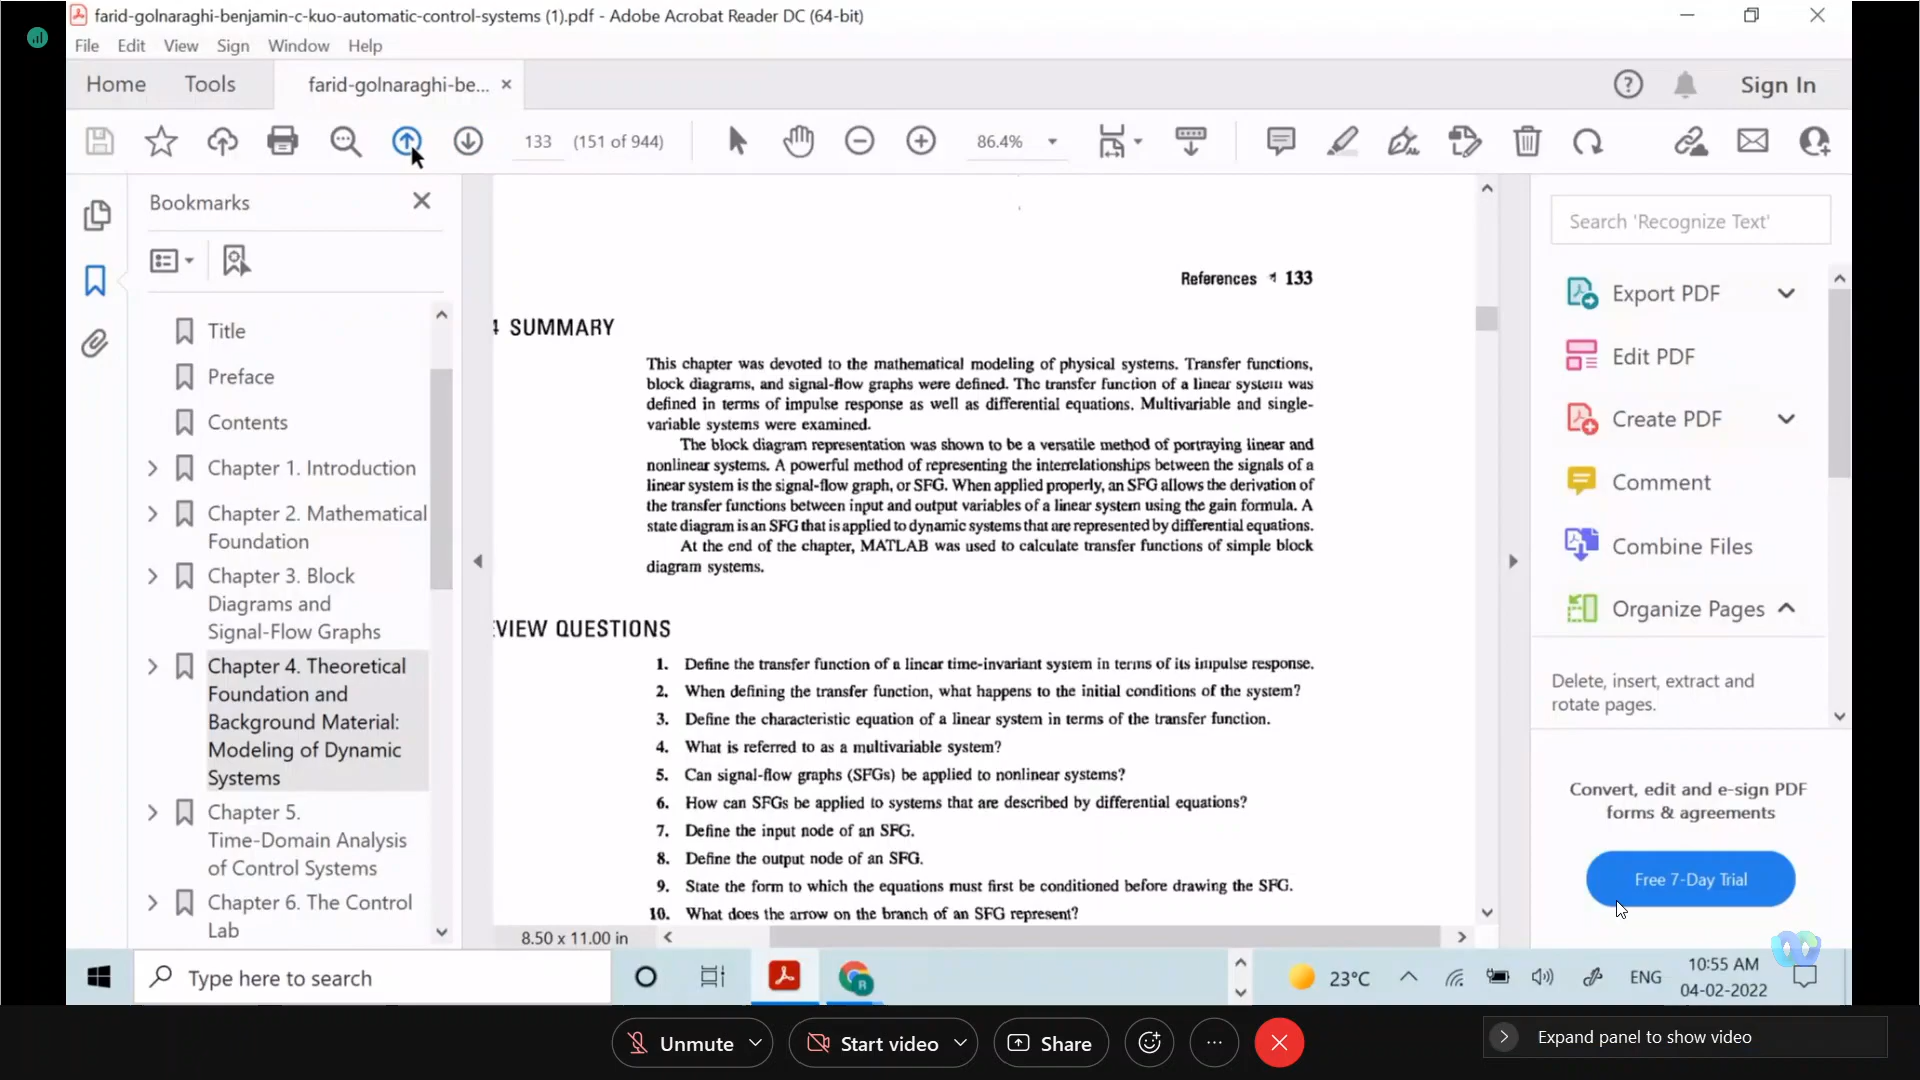 farid-golnaraghi-benjamin-c-kuo-automatic-control-systems (1).pdf - Adobe Acrobat Reader DC (64-bit)
File Edit View Sign Window Help
Home Tools farid-golnaraghi-be... Sign In
133 (151 of 944) 86.4%
Bookmarks
Title
Preface
Contents
Chapter 1. Introduction
Chapter 2. Mathematical
Foundation
Chapter 3. Block
Diagrams and
Signal-Flow Graphs
Chapter 4. Theoretical
Foundation and
Background Material:
Modeling of Dynamic
Systems
Chapter 5.
Time-Domain Analysis
of Control Systems
Chapter 6. The Control
Lab
References 133
4 SUMMARY
This chapter was devoted to the mathematical modeling of physical systems. Transfer functions,
block diagrams, and signal-flow graphs were defined. The transfer function of a linear system was
defined in terms of impulse response as well as differential equations. Multivariable and single-
variable systems were examined.
The block diagram representation was shown to be a versatile method of portraying linear and
nonlinear systems. A powerful method of representing the interrelationships between the signals of a
linear system is the signal-flow graph, or SFG. When applied properly, an SFG allows the derivation of
the transfer functions between input and output variables of a linear system using the gain formula. A
state diagram is an SFG that is applied to dynamic systems that are represented by differential equations.
At the end of the chapter, MATLAB was used to calculate transfer functions of simple block
diagram systems.
VIEW QUESTIONS
1. Define the transfer function of a linear time-invariant system in terms of its impulse response.
2. When defining the transfer function, what happens to the initial conditions of the system?
3. Define the characteristic equation of a linear system in terms of the transfer function.
4. What is referred to as a multivariable system?
5. Can signal-flow graphs (SFGs) be applied to nonlinear systems?
6. How can SFGs be applied to systems that are described by differential equations?
7. Define the input node of an SFG.
8. Define the output node of an SFG.
9. State the form to which the equations must first be conditioned before drawing the SFG.
10. What does the arrow on the branch of an SFG represent?
8.50 x 11.00 in
Search 'Recognize Text'
Export PDF
Edit PDF
Create PDF
Comment
Combine Files
Organize Pages
Delete, insert, extract and
rotate pages.
Convert, edit and e-sign PDF
forms & agreements
Free 7-Day Trial
Type here to search
R
23°C
ENG
10:55 AM
04-02-2022
Unmute
Start video
Share
Expand panel to show video